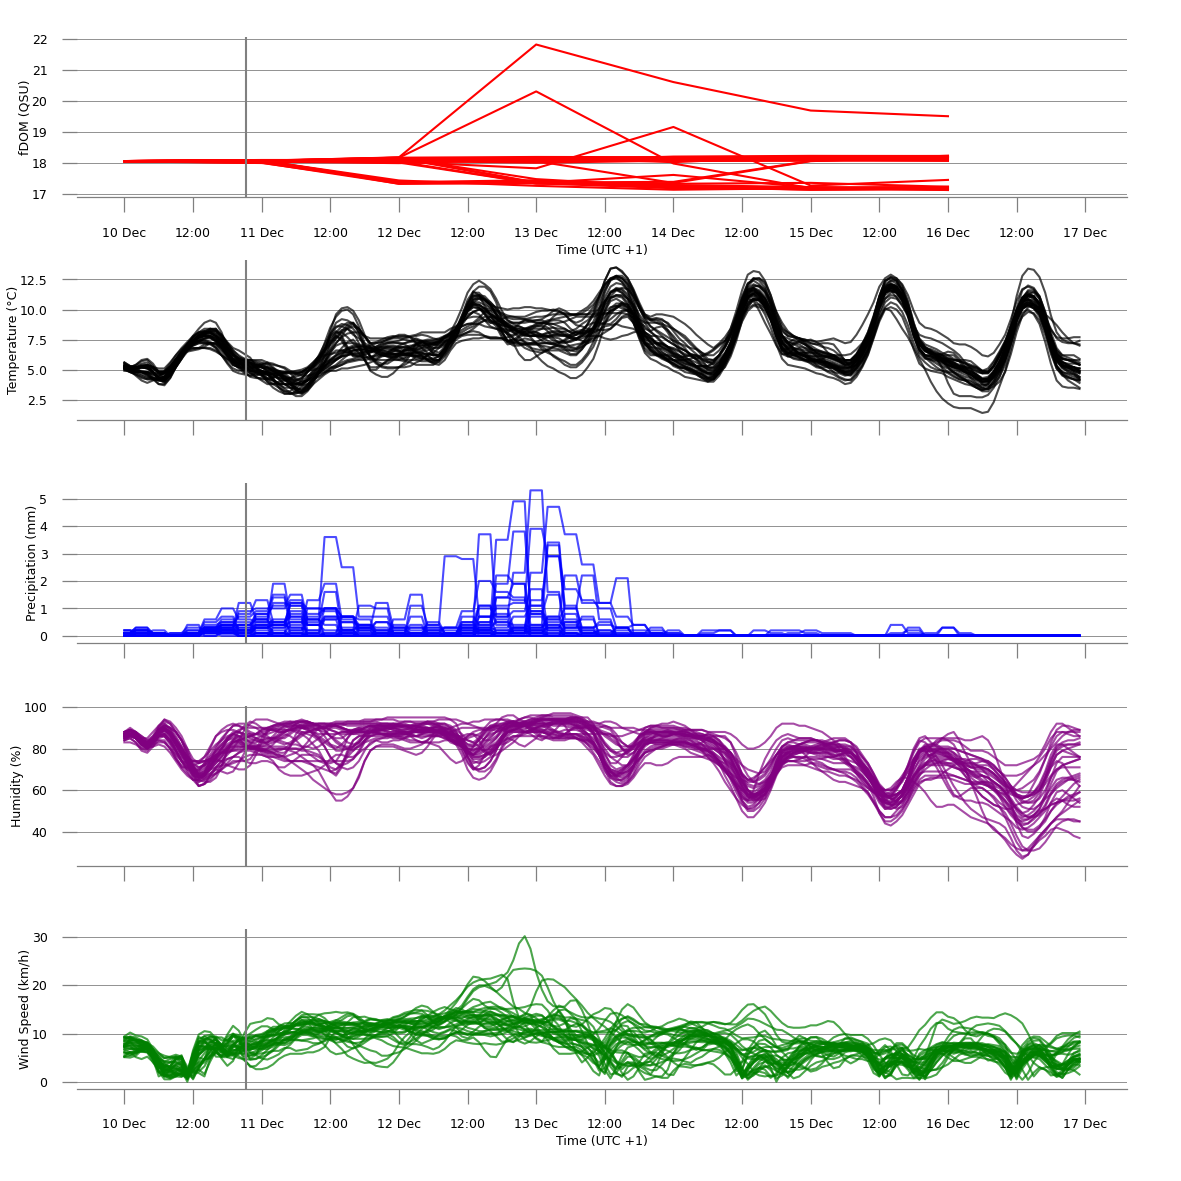 22
21
20
19
18
17
fDOM (QSU)
10 Dec 12:00 11 Dec 12:00 12 Dec 12:00 13 Dec 12:00 14 Dec 12:00 15 Dec 12:00 16 Dec 12:00 17 Dec
Time (UTC +1)
12.5
10.0
7.5
5.0
2.5
Temperature (°C)
5
4
3
2
1
0
Precipitation (mm)
100
80
60
40
Humidity (%)
30
20
10
0
Wind Speed (km/h)
10 Dec 12:00 11 Dec 12:00 12 Dec 12:00 13 Dec 12:00 14 Dec 12:00 15 Dec 12:00 16 Dec 12:00 17 Dec
Time (UTC +1)